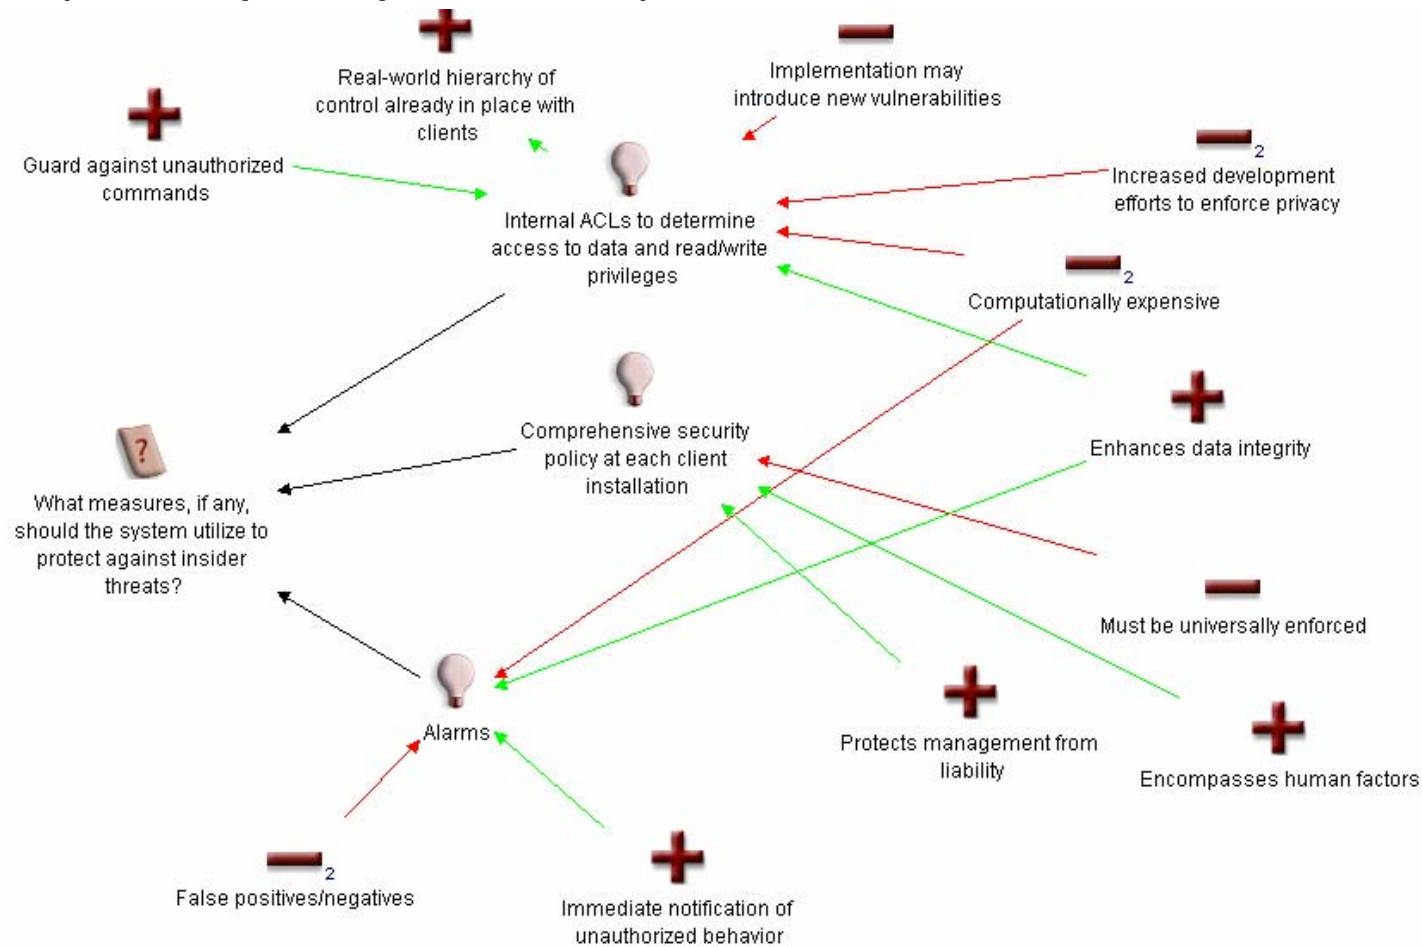 Real-world hierarchy of
control already in place with
clients
Implementation may
introduce new vulnerabilities
Guard against unauthorized
commands
2
Increased development
efforts to enforce privacy
Internal ACLs to determine
access to data and read/write
privileges
2
Computationally expensive
Comprehensive security
policy at each client
installation
Enhances data integrity
?
What measures, if any,
should the system utilize to
protect against insider
threats?
Must be universally enforced
Alarms
Protects management from
liability
Encompasses human factors
2
False positives/negatives
Immediate notification of
unauthorized behavior